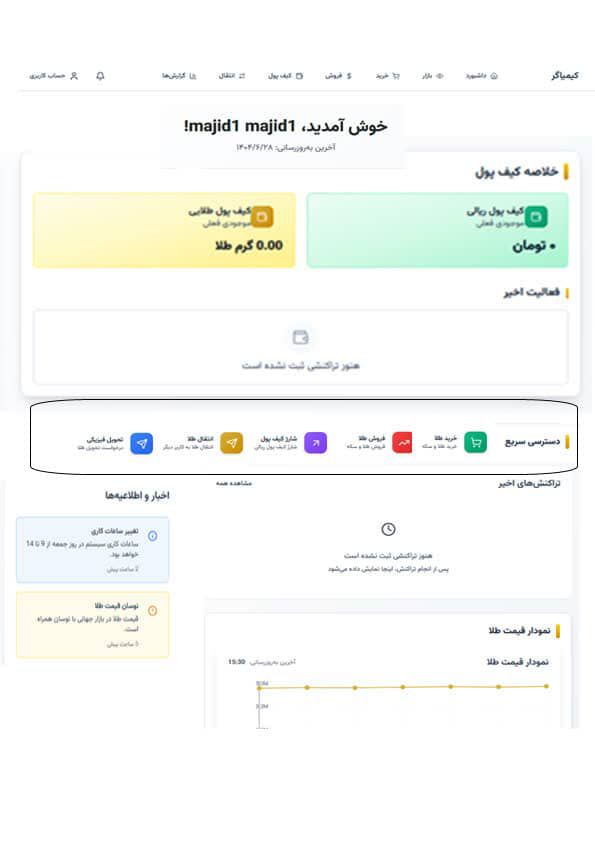 کیمیاگر
داشبورد
بازار
خرید
فروش
کیف پول
انتقال
گزارش‌ها
حساب کاربری
خوش آمدید، majid1 majid1!
آخرین به‌روزرسانی: ۱۴۰۴/۶/۲۸
خلاصه کیف پول
کیف پول ریالی
موجودی فعلی
۰ تومان
کیف پول طلایی
موجودی فعلی
0.00 گرم طلا
فعالیت اخیر
هنوز تراکنشی ثبت نشده است
دسترسی سریع
خرید طلا
خرید طلا و سکه
فروش طلا
فروش طلا و سکه
شارژ کیف پول
شارژ کیف پول ریالی
انتقال طلا
انتقال طلا به کاربر دیگر
تحویل فیزیکی
درخواست تحویل طلا
تراکنش‌های اخیر
مشاهده همه
هنوز تراکنشی ثبت نشده است
پس از انجام تراکنش، اینجا نمایش داده می‌شود
نمودار قیمت طلا
نمودار قیمت طلا
آخرین به‌روزرسانی: 15:30
اخبار و اطلاعیه‌ها
تغییر ساعات کاری
ساعات کاری سیستم در روز جمعه از 9 تا 14
خواهد بود.
2 ساعت پیش
نوسان قیمت طلا
قیمت طلا در بازار جهانی با نوسان همراه
است.
5 ساعت پیش